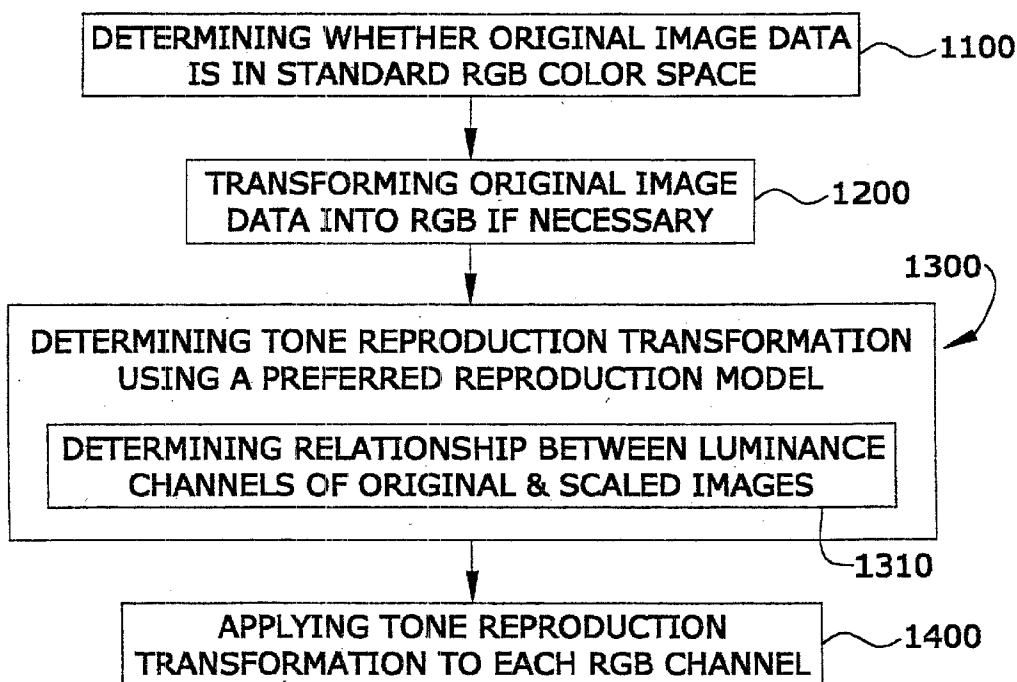 DETERMINING WHETHER ORIGINAL IMAGE DATA
IS IN STANDARD RGB COLOR SPACE
1100
TRANSFORMING ORIGINAL IMAGE
DATA INTO RGB IF NECESSARY
1200
1300
DETERMINING TONE REPRODUCTION TRANSFORMATION
USING A PREFERRED REPRODUCTION MODEL
DETERMINING RELATIONSHIP BETWEEN LUMINANCE
CHANNELS OF ORIGINAL & SCALED IMAGES
1310
APPLYING TONE REPRODUCTION
TRANSFORMATION TO EACH RGB CHANNEL
1400